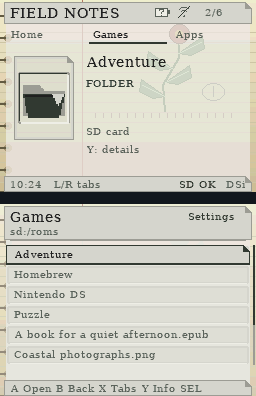 FIELD NOTES 2/6
Home Games Apps
Adventure
FOLDER
SD card
Y: details
10:24 L/R tabs SD OK DSi
Games Settings
sd:/roms
Adventure
Homebrew
Nintendo DS
Puzzle
A book for a quiet afternoon.epub
Coastal photographs.png
A Open B Back X Tabs Y Info SEL